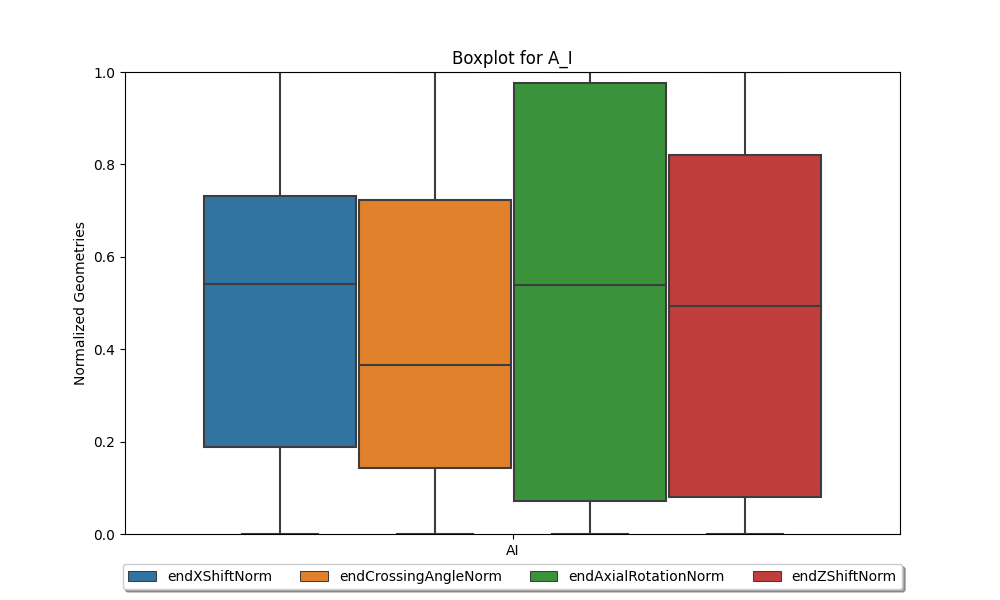 Boxplot for A_I
Normalized Geometries
1.0
0.8
0.6
0.4
0.2
0.0
AI
endXShiftNorm endCrossingAngleNorm endAxialRotationNorm endZShiftNorm